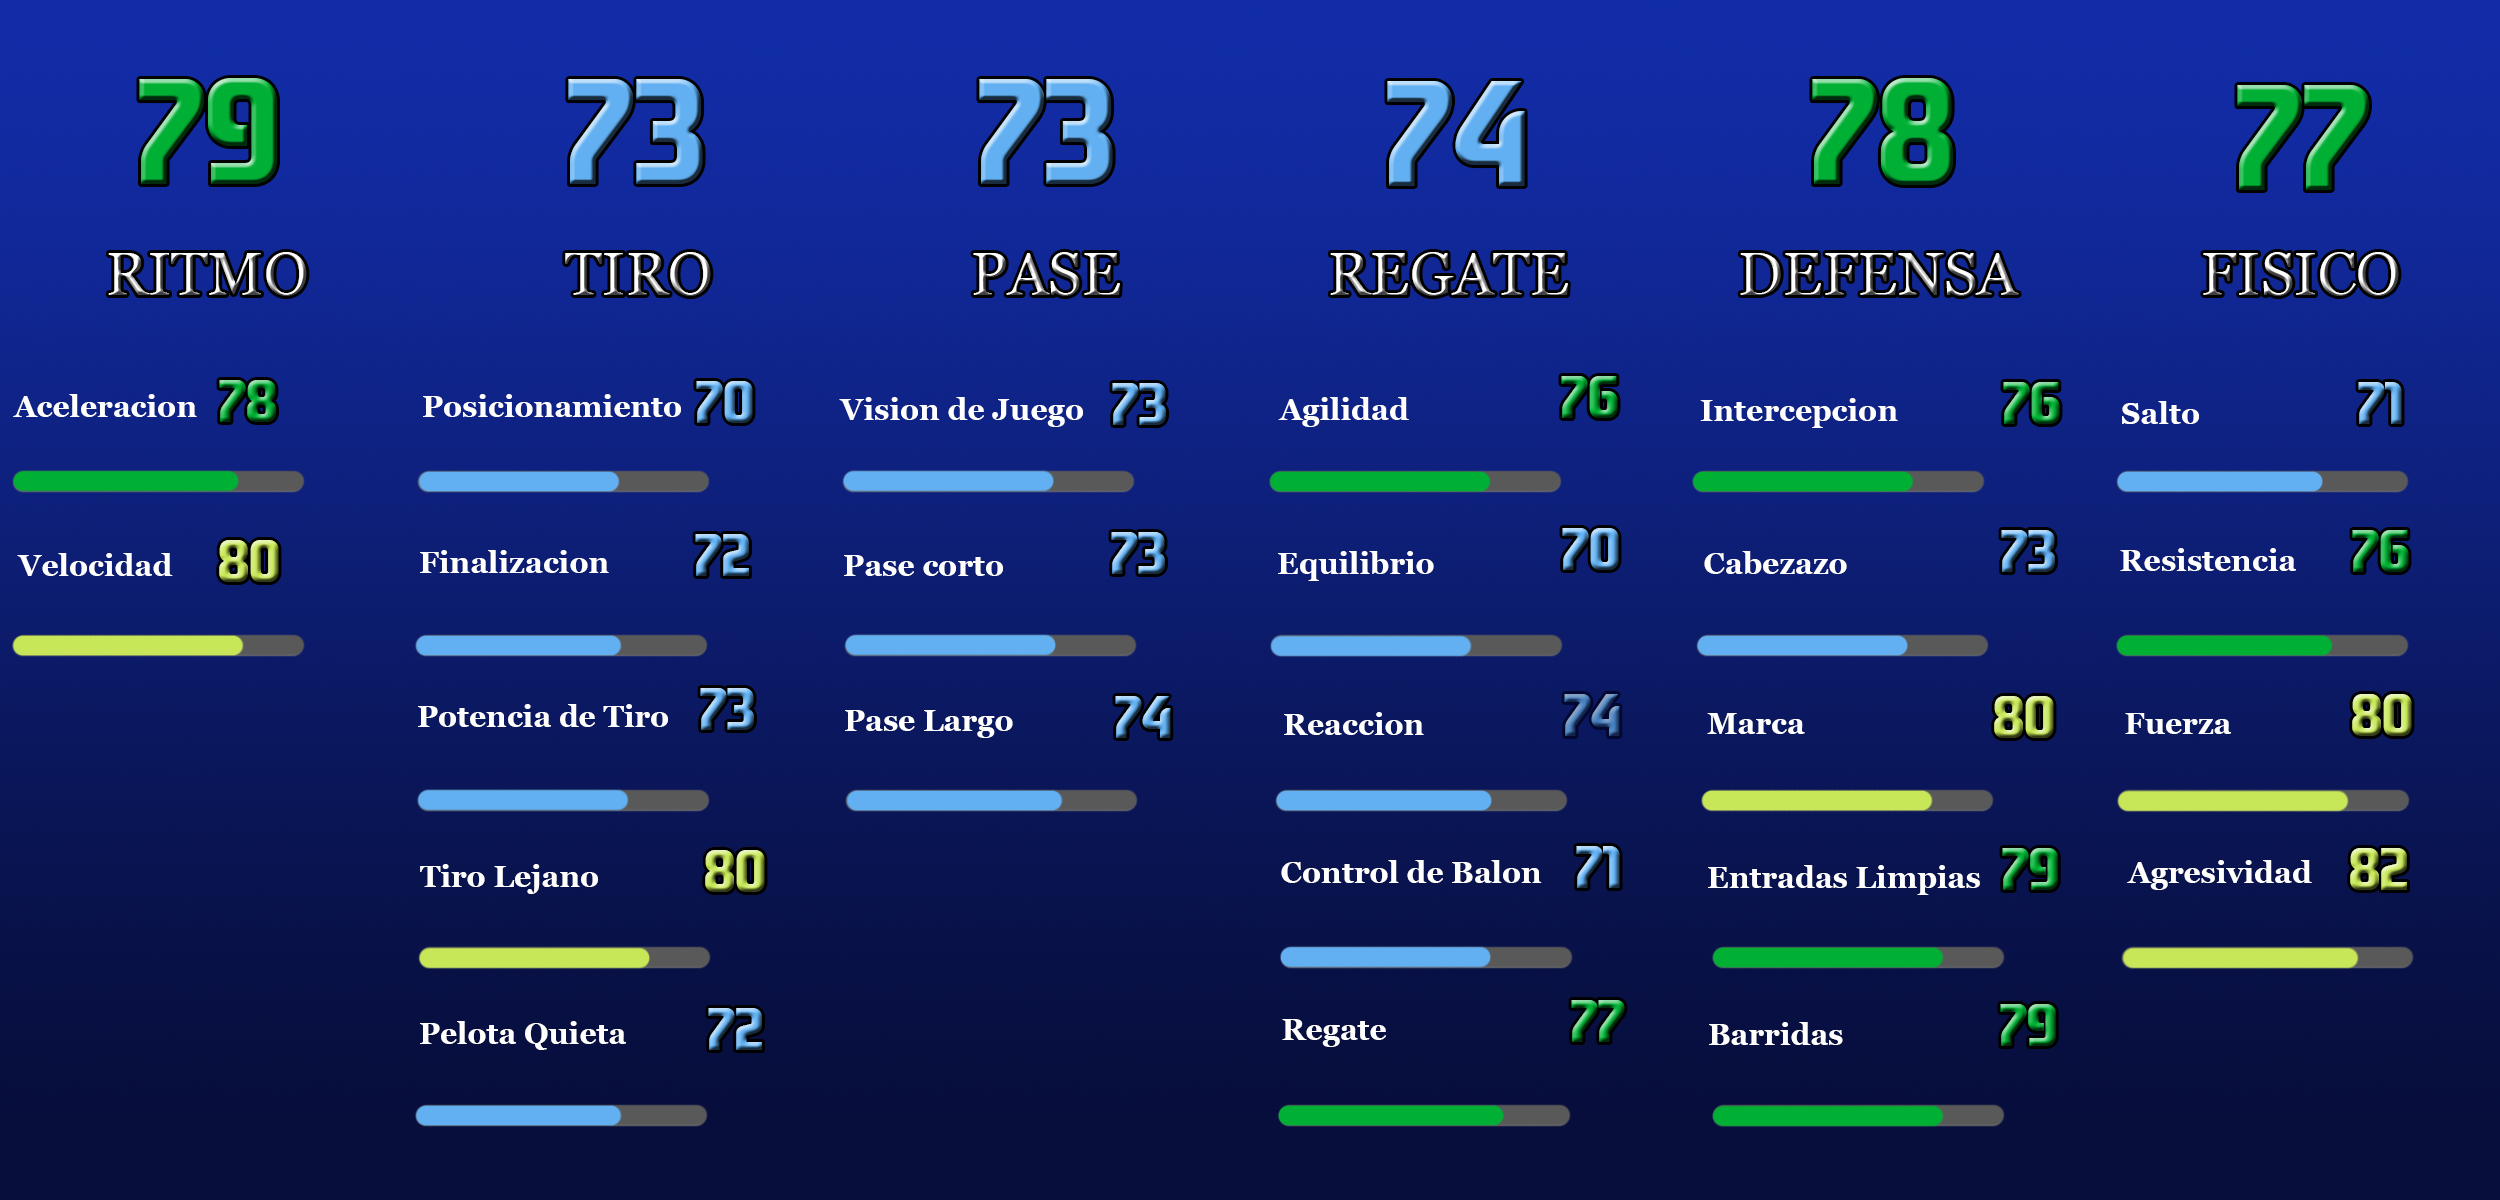 79
RITMO
Aceleracion 78
Velocidad 80
73
TIRO
Posicionamiento 70
Finalizacion 72
Potencia de Tiro 73
Tiro Lejano 80
Pelota Quieta 72
73
PASE
Vision de Juego 73
Pase corto 73
Pase Largo 74
74
REGATE
Agilidad 76
Equilibrio 70
Reaccion 74
Control de Balon 71
Regate 77
78
DEFENSA
Intercepcion 76
Cabezazo 73
Marca 80
Entradas Limpias 79
Barridas 79
77
FISICO
Salto 71
Resistencia 76
Fuerza 80
Agresividad 82